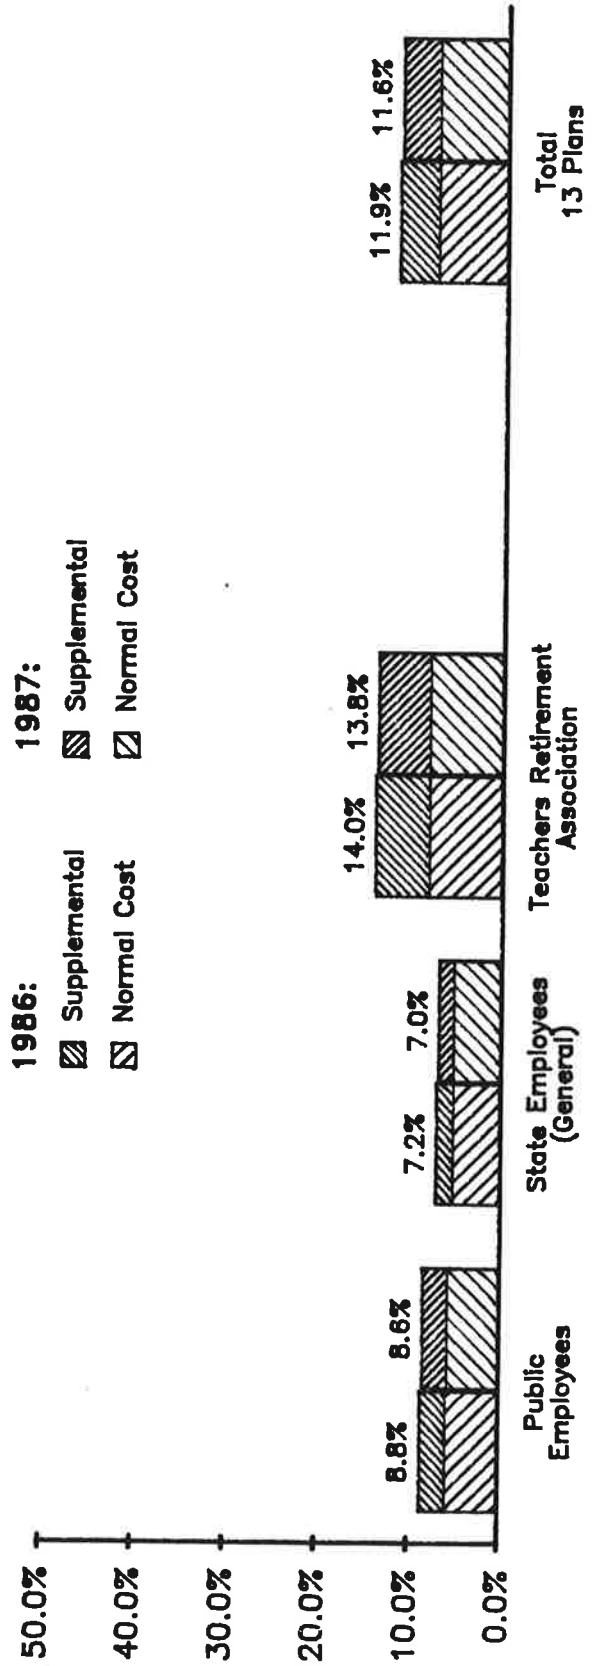 1986:
Supplemental
Normal Cost
1987:
Supplemental
Normal Cost
50.0%
40.0%
30.0%
20.0%
10.0%
0.0%
8.8%
8.6%
7.2%
7.0%
14.0%
13.8%
11.9%
11.6%
Public
Employees
State Employees
(General)
Teachers Retirement
Association
Total
13 Plans